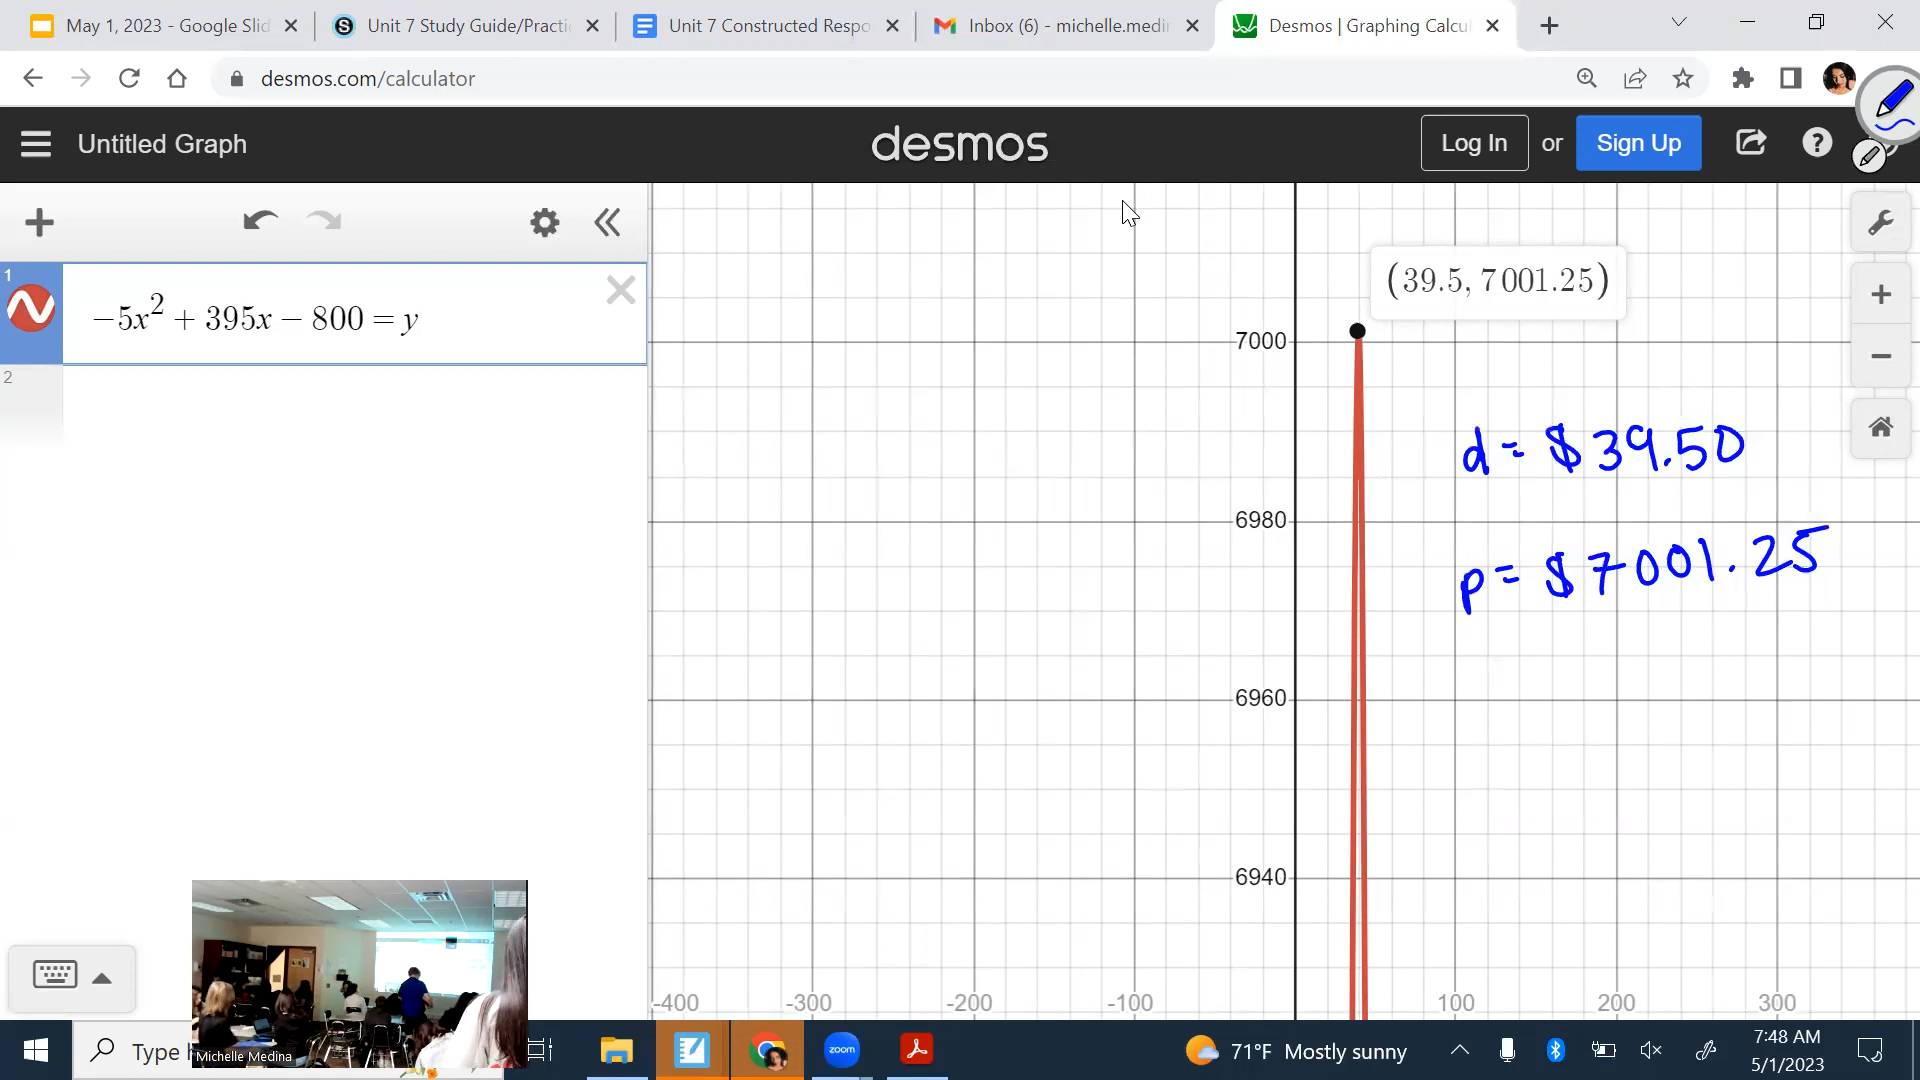 May 1, 2023 - Google Slid
Unit 7 Study Guide/Practi
Unit 7 Constructed Respo
Inbox (6) - michelle.medin
Desmos | Graphing Calcul
desmos.com/calculator
Untitled Graph
desmos
Log In or Sign Up
1
−5x² + 395x − 800 = y
2
(39.5, 7001.25)
7000
d = $39.50
6980
p = $7001.25
6960
6940
-400 -300 -200 -100 100 200 300
Michelle Medina
Type
zoom
71°F Mostly sunny
7:48 AM
5/1/2023